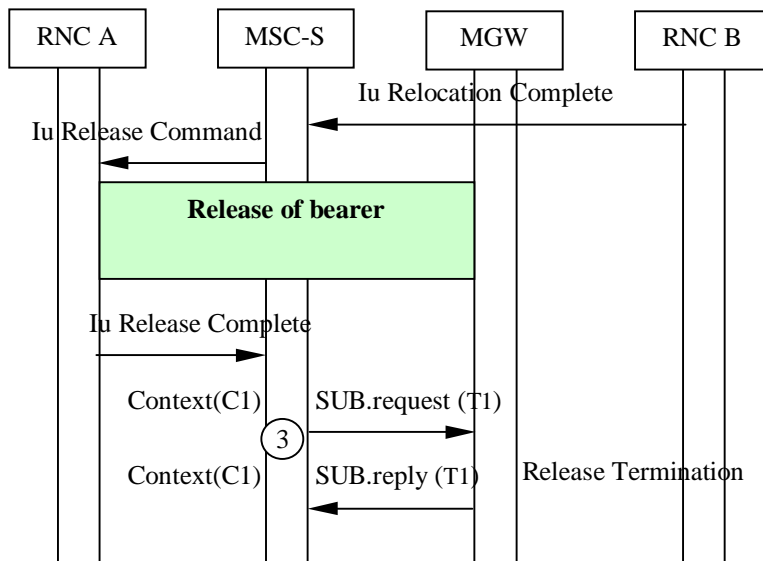 RNC A
MSC-S
MGW
RNC B
Iu Relocation Complete
Iu Release Command
Release of bearer
Iu Release Complete
Context(C1)
SUB.request (T1)
3
Context(C1)
SUB.reply (T1)
Release Termination